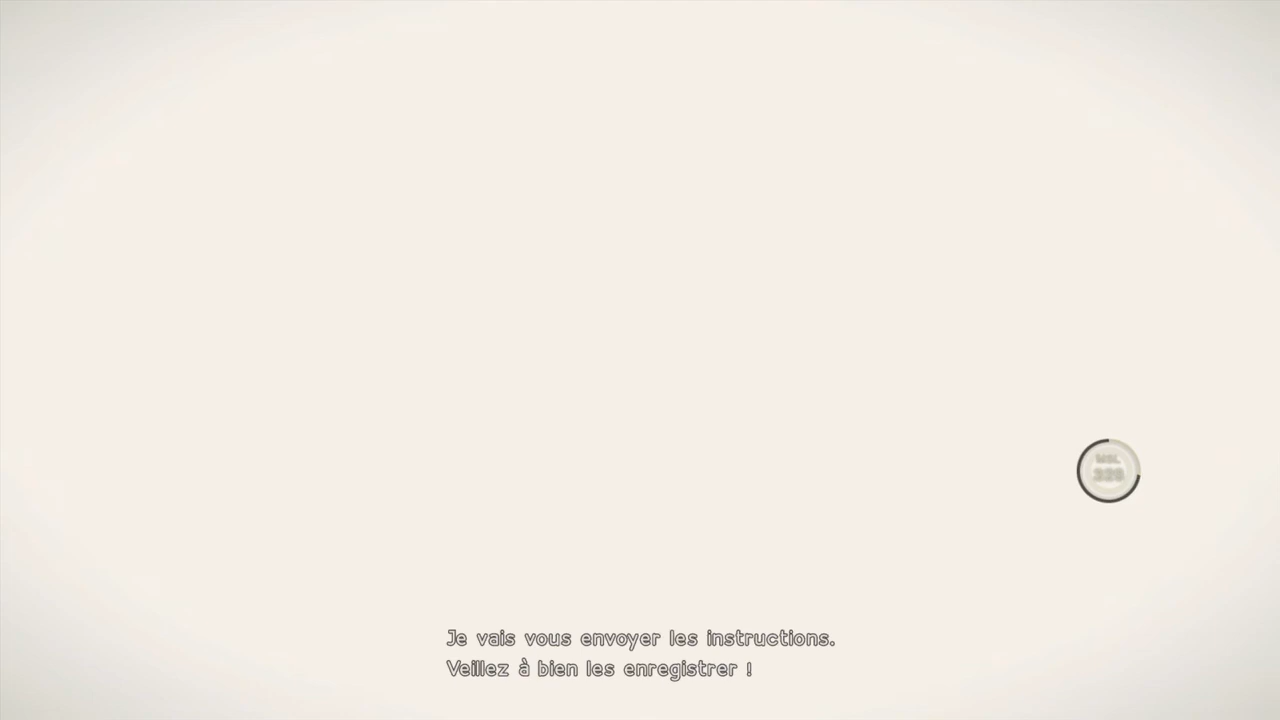 Je vais vous envoyer les instructions.
Veillez à bien les enregistrer !